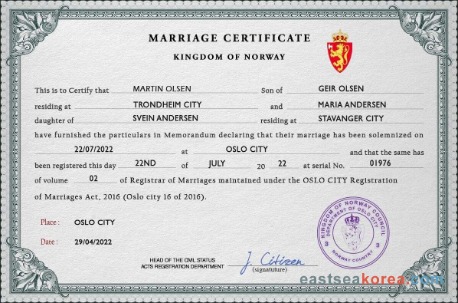 MARRIAGE CERTIFICATE
KINGDOM OF NORWAY
This is to Certify that MARTIN OLSEN Son of GEIR OLSEN
residing at TRONDHEIM CITY and MARIA ANDERSEN
daughter of SVEIN ANDERSEN residing at STAVANGER CITY
have furnished the particulars in Memorandum declaring that their marriage has been solemnized on
22/07/2022 at OSLO CITY and that the same has
been registered this day 22ND of JULY 20 22 at serial No. 01976
of volume 02 of Registrar of Marriages maintained under the OSLO CITY Registration
of Marriages Act, 2016 (Oslo city 16 of 2016).
Place: OSLO CITY
Date: 29/04/2022
HEAD OF THE CIVIL STATUS
ACTS REGISTRATION DEPARTMENT J. Citizen
(signature)
KINGDOM OF NORWAY COUNCIL
DEPARTMENT OF OSLO CITY
NORWAY COUNTRY
eastseakorea.com